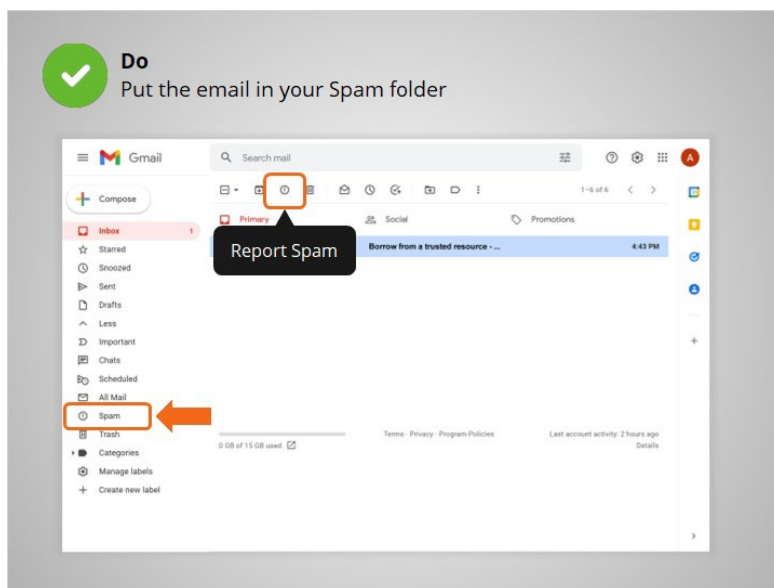 Do
Put the email in your Spam folder
Gmail
Search mail
A
Compose
1-6 of 6
Primary
Social
Promotions
Inbox 1
Report Spam
Borrow from a trusted resource - ...
4:43 PM
Starred
Snoozed
Sent
Drafts
Less
Important
Chats
Scheduled
All Mail
Spam
Trash
Categories
Manage labels
Create new label
0 GB of 15 GB used
Terms · Privacy · Program Policies
Last account activity: 2 hours ago
Details